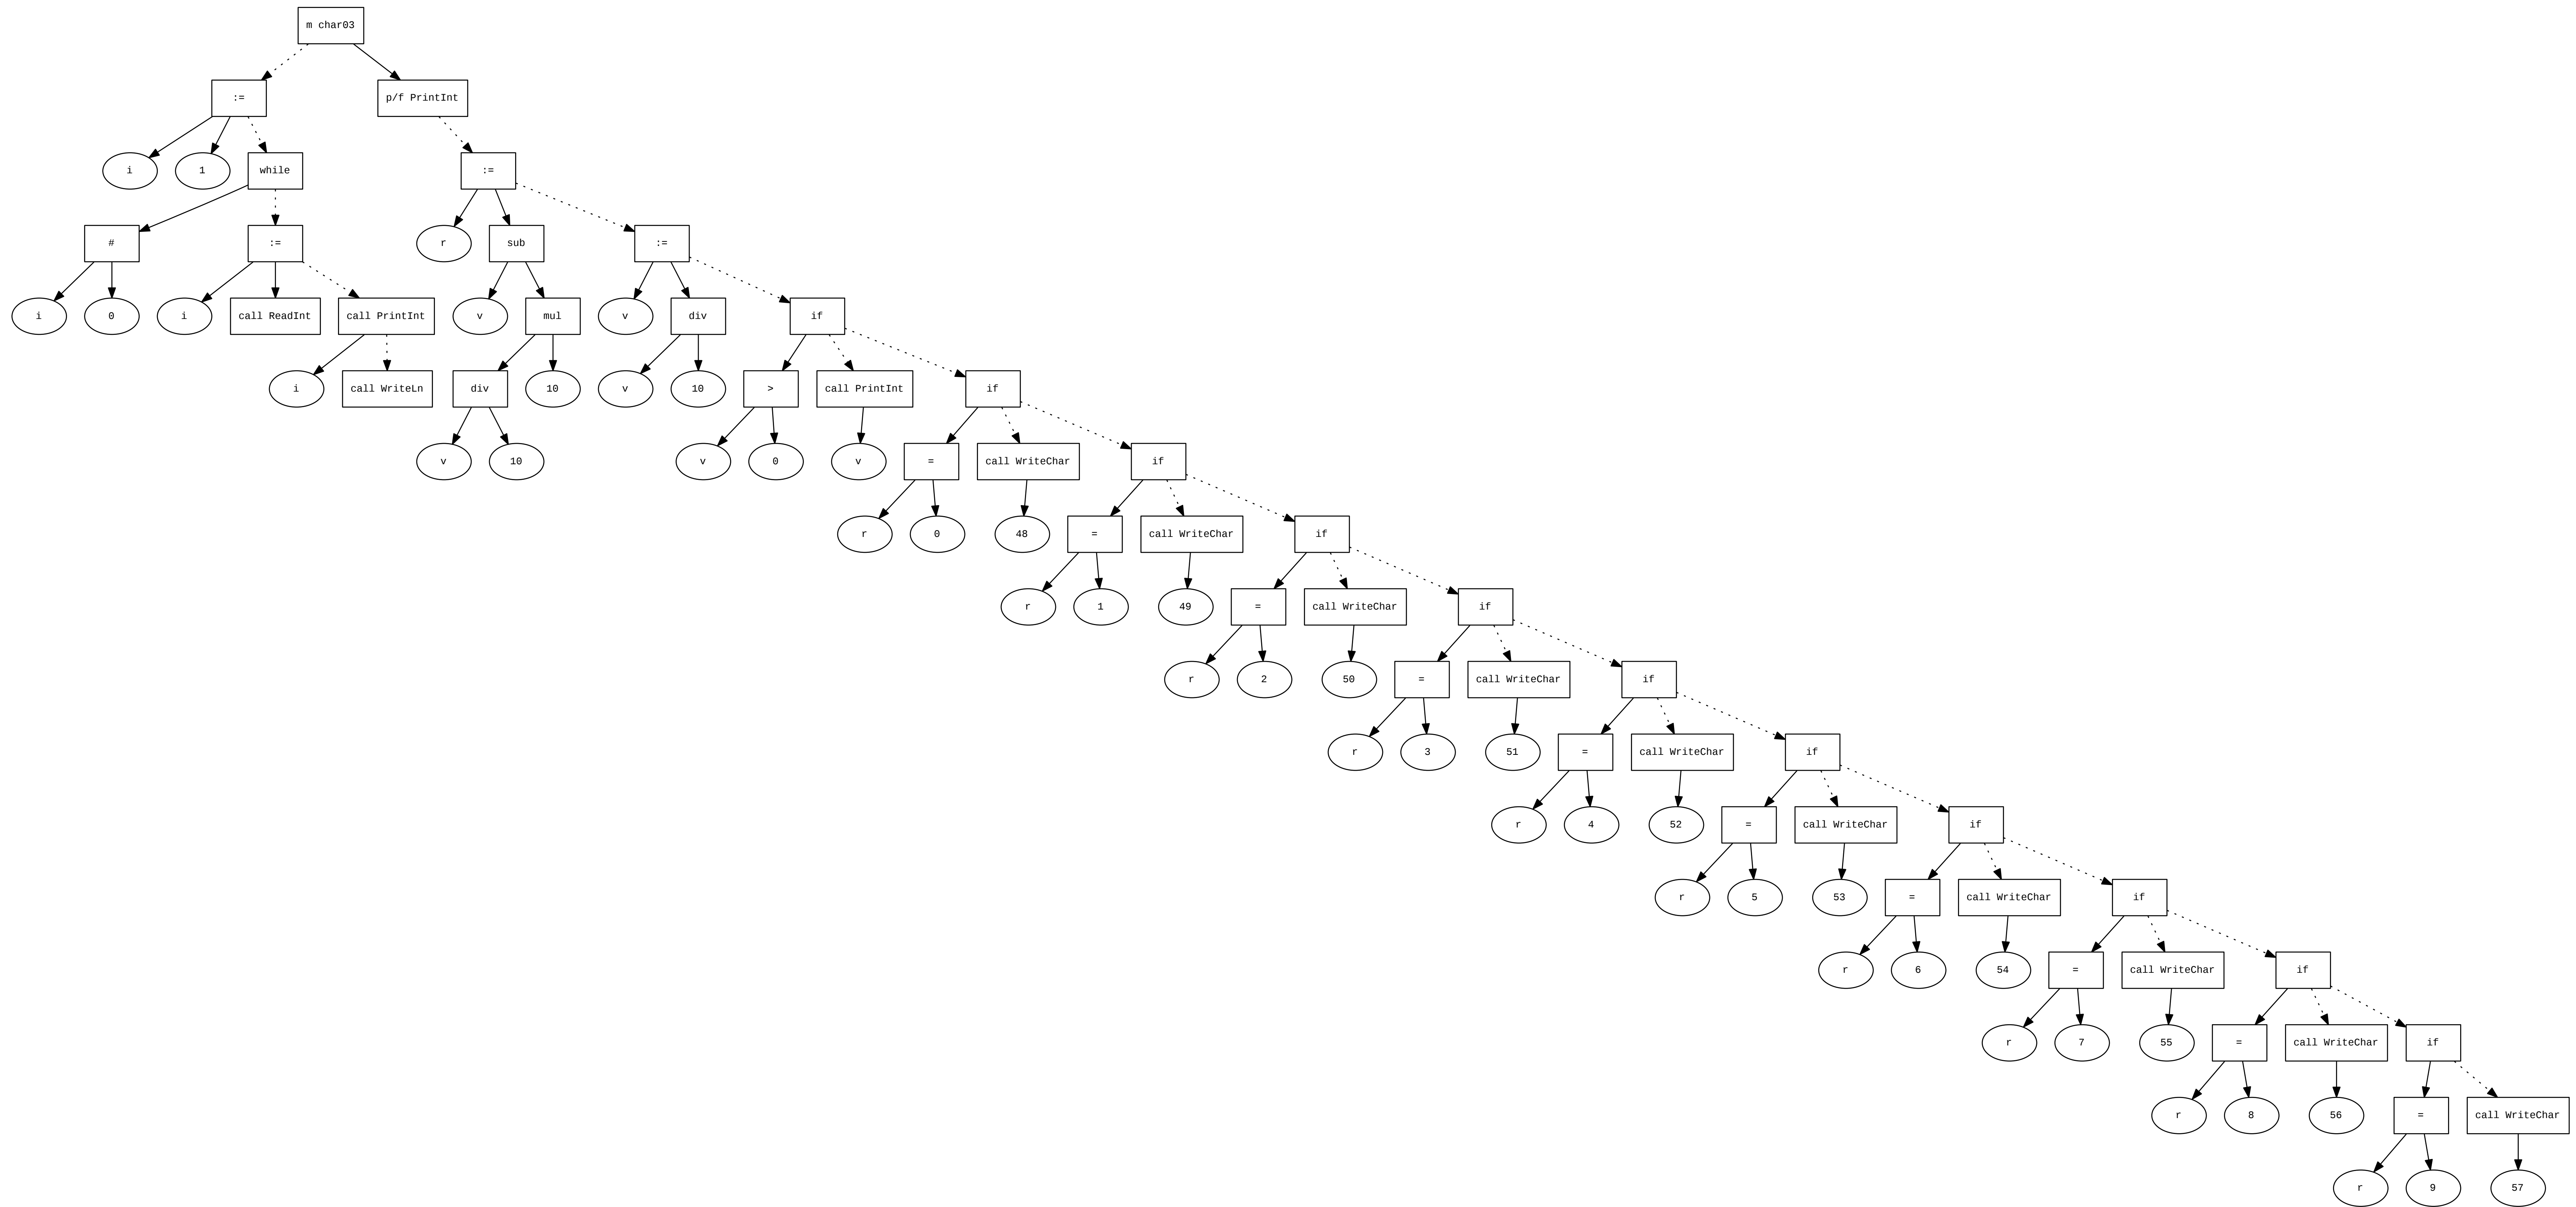 m char03
:=
p/f PrintInt
i
1
while
:=
#
:=
r
sub
:=
i
0
i
call ReadInt
call PrintInt
v
mul
v
div
if
i
call WriteLn
div
10
v
10
>
call PrintInt
if
v
10
v
0
v
=
call WriteChar
if
r
0
48
=
call WriteChar
if
r
1
49
=
call WriteChar
if
r
2
50
=
call WriteChar
if
r
3
51
=
call WriteChar
if
r
4
52
=
call WriteChar
if
r
5
53
=
call WriteChar
if
r
6
54
=
call WriteChar
if
r
7
55
=
call WriteChar
if
r
8
56
=
call WriteChar
r
9
57